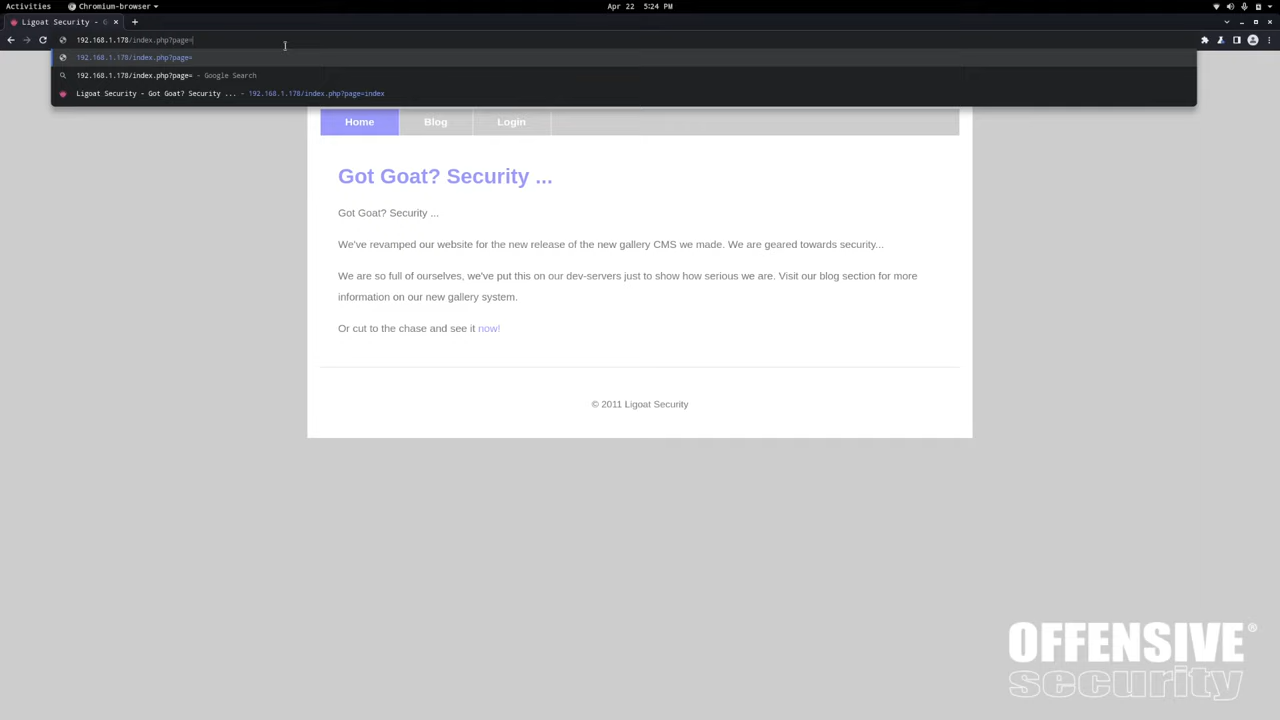 Activities
Chromium-browser
Apr 22 5:24 PM
Ligoat Security - G
192.168.1.178/index.php?page=
192.168.1.178/index.php?page=
192.168.1.178/index.php?page= - Google Search
Ligoat Security - Got Goat? Security ... - 192.168.1.178/index.php?page=index
Home
Blog
Login
Got Goat? Security ...
Got Goat? Security ...
We've revamped our website for the new release of the new gallery CMS we made. We are geared towards security...
We are so full of ourselves, we've put this on our dev-servers just to show how serious we are. Visit our blog section for more
information on our new gallery system.
Or cut to the chase and see it now!
© 2011 Ligoat Security
OFFENSIVE®
security